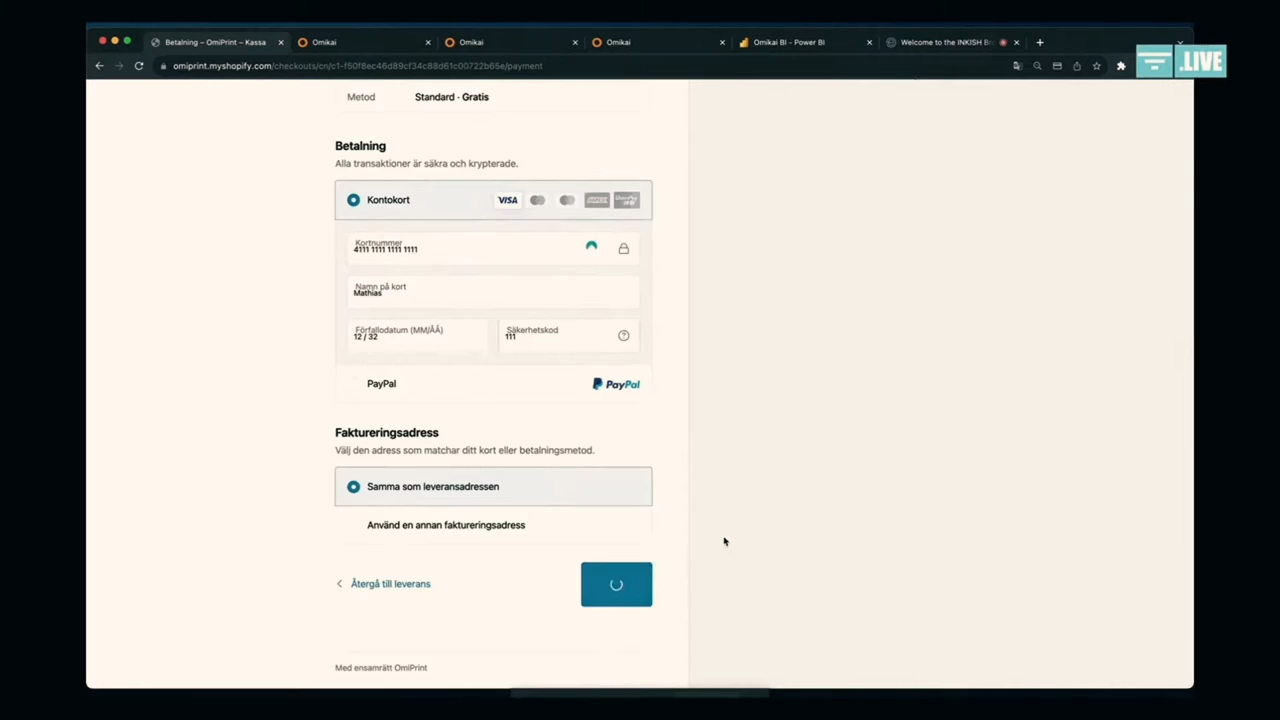 Betalning – OmiPrint – Kassa
Omikai
Omikai
Omikai
Omikai BI - Power BI
Welcome to the INKISH Br
omiprint.myshopify.com/checkouts/cn/c1-f50f8ec46d89cf34c88d61c00722b65e/payment
.LIVE
Metod Standard · Gratis
Betalning
Alla transaktioner är säkra och krypterade.
Kontokort VISA
Kortnummer
4111 1111 1111 1111
Namn på kort
Mathias
Förfallodatum (MM/ÅÅ) Säkerhetskod
12 / 32 111
PayPal PayPal
Faktureringsadress
Välj den adress som matchar ditt kort eller betalningsmetod.
Samma som leveransadressen
Använd en annan faktureringsadress
Återgå till leverans
Med ensamrätt OmiPrint